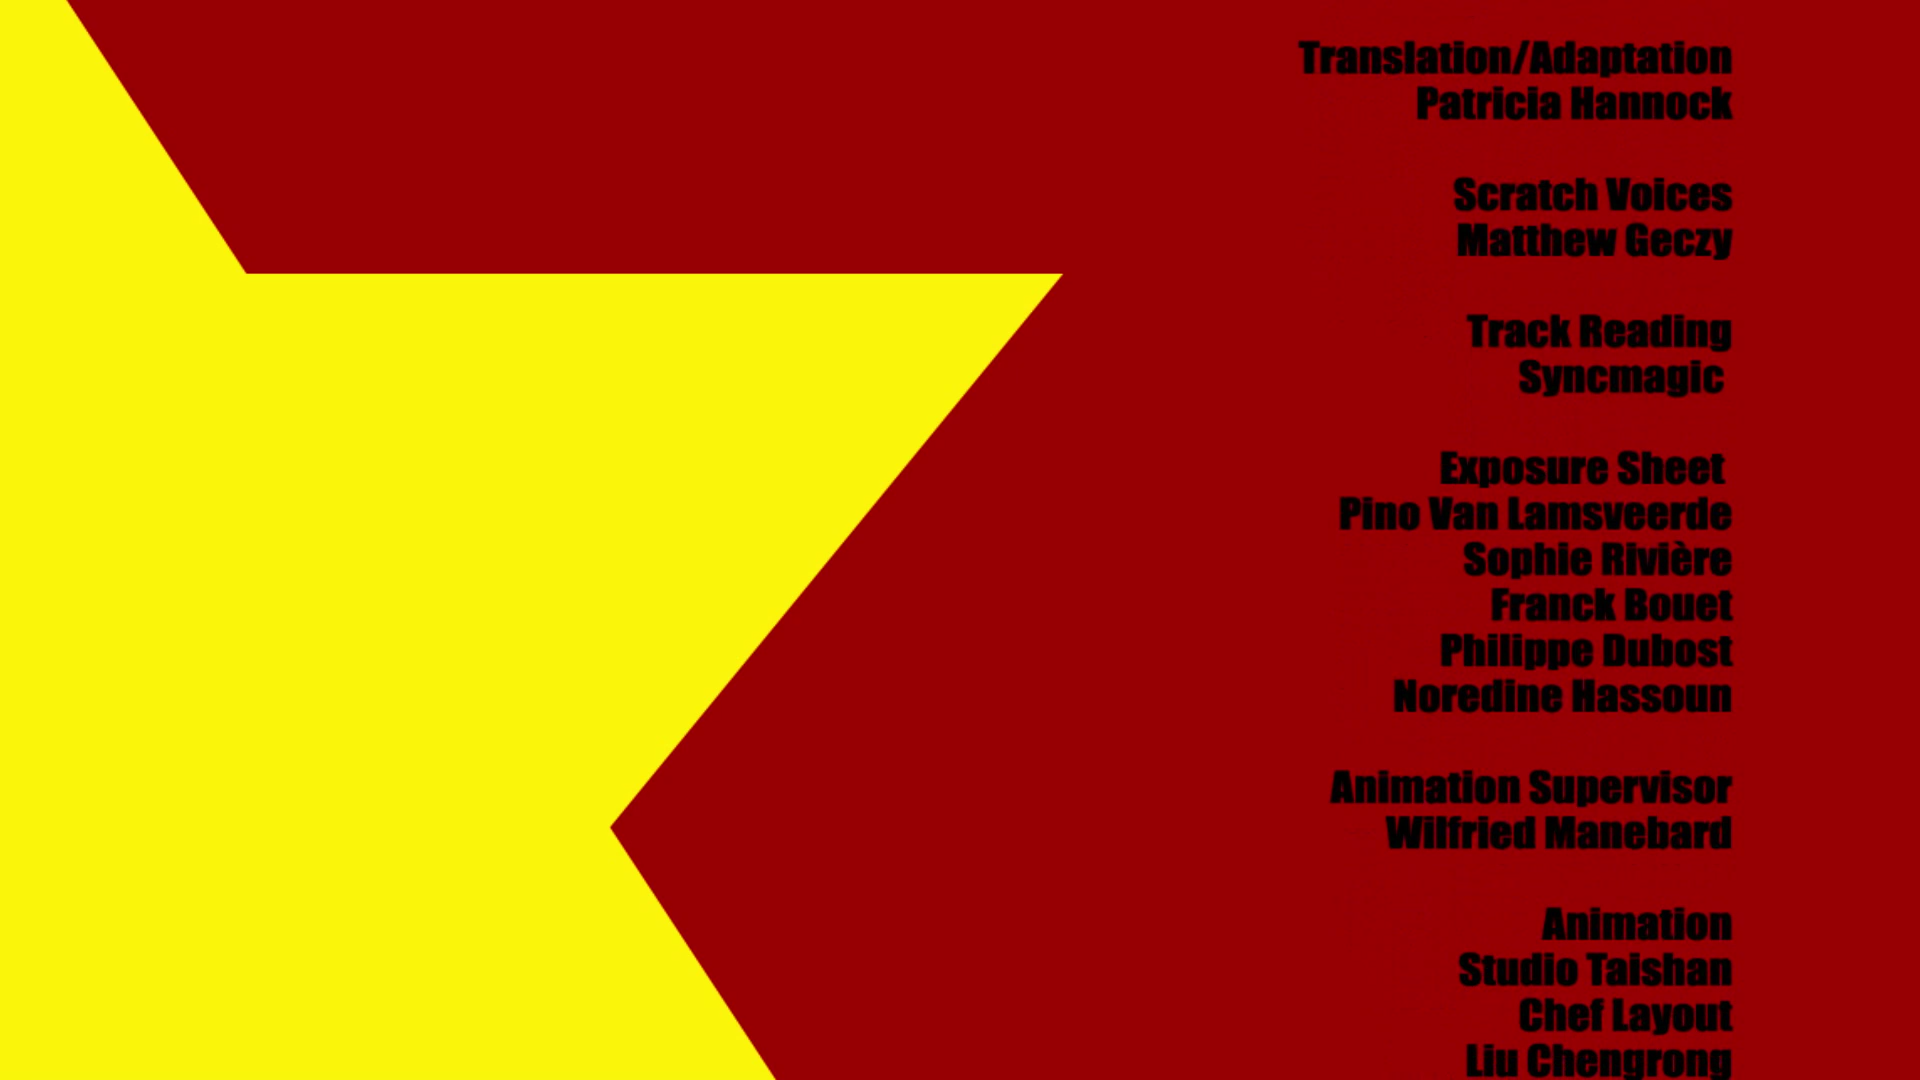 Translation/Adaptation
Patricia Hannock
Scratch Voices
Matthew Geczy
Track Reading
Syncmagic
Exposure Sheet
Pino Van Lamsveerde
Sophie Rivière
Franck Bouet
Philippe Dubost
Noredine Hassoun
Animation Supervisor
Wilfried Manebard
Animation
Studio Taishan
Chef Layout
Liu Chengrong